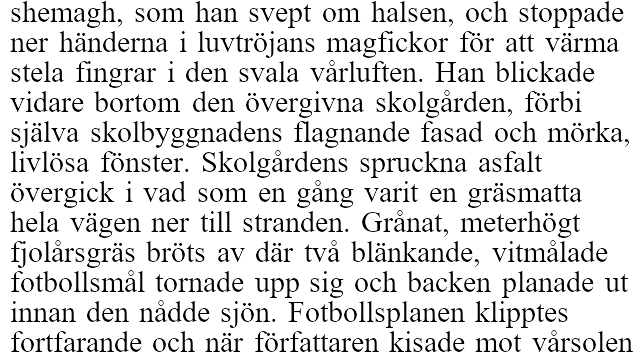 shemagh, som han svept om halsen, och stoppade
ner händerna i luvtröjans magfickor för att värma
stela fingrar i den svala vårluften. Han blickade
vidare bortom den övergivna skolgården, förbi
själva skolbyggnadens flagnande fasad och mörka,
livlösa fönster. Skolgårdens spruckna asfalt
övergick i vad som en gång varit en gräsmatta
hela vägen ner till stranden. Grånat, meterhögt
fjolårsgräs bröts av där två blänkande, vitmålade
fotbollsmål tornade upp sig och backen planade ut
innan den nådde sjön. Fotbollsplanen klipptes
fortfarande och när författaren kisade mot vårsolen